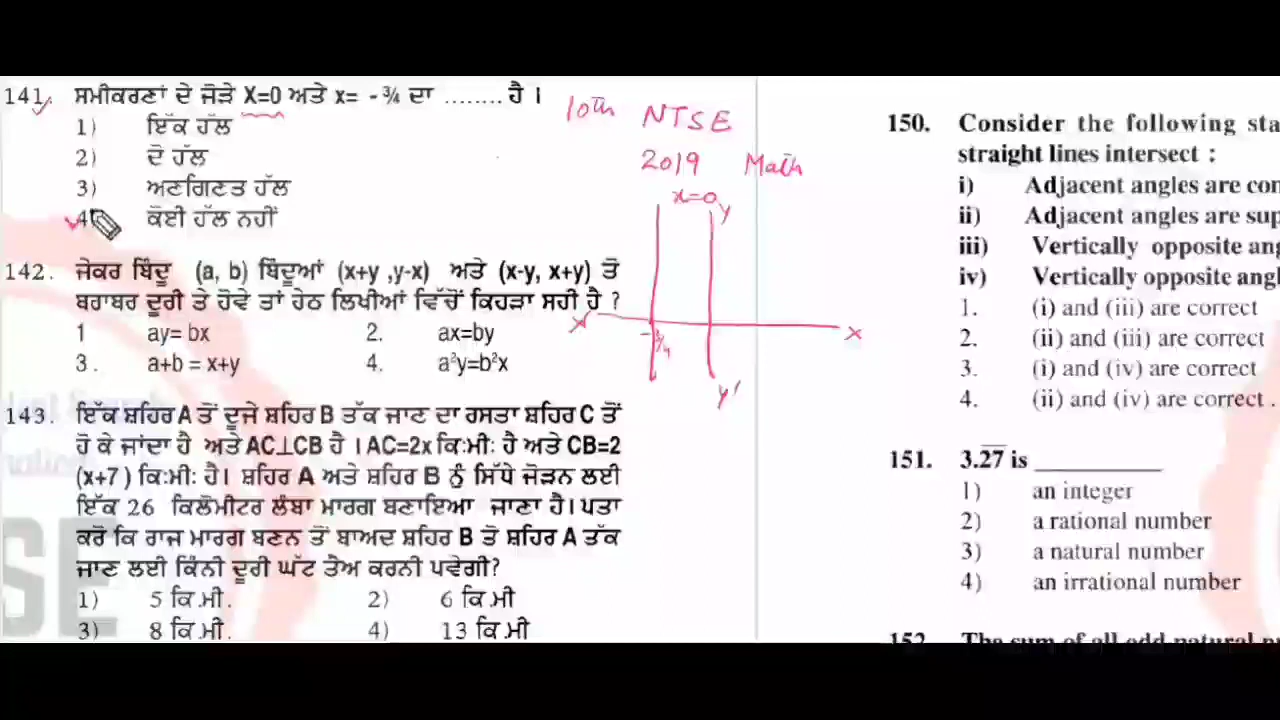 141. ਸਮੀਕਰਣਾਂ ਦੇ ਜੋੜੇ X=0 ਅਤੇ x= -¾ ਦਾ ........ ਹੈ ।
1) ਇੱਕ ਹੱਲ
2) ਦੋ ਹੱਲ
3) ਅਣਗਿਣਤ ਹੱਲ
4 ਕੋਈ ਹੱਲ ਨਹੀਂ
142. ਜੇਕਰ ਬਿੰਦੂ (a, b) ਬਿੰਦੂਆਂ (x+y ,y-x) ਅਤੇ (x-y, x+y) ਤੋਂ
ਬਰਾਬਰ ਦੂਰੀ ਤੇ ਹੋਵੇ ਤਾਂ ਹੇਠ ਲਿਖੀਆਂ ਵਿੱਚੋਂ ਕਿਹੜਾ ਸਹੀ ਹੈ ?
1 ay= bx 2. ax=by
3. a+b = x+y 4. a²y=b²x
143. ਇੱਕ ਸ਼ਹਿਰ A ਤੋਂ ਦੂਜੇ ਸ਼ਹਿਰ B ਤੱਕ ਜਾਣ ਦਾ ਰਸਤਾ ਸ਼ਹਿਰ C ਤੋਂ
ਹੋ ਕੇ ਜਾਂਦਾ ਹੈ ਅਤੇ AC⊥CB ਹੈ । AC=2x ਕਿ:ਮੀ: ਹੈ ਅਤੇ CB=2
(x+7 ) ਕਿ:ਮੀ: ਹੈ। ਸ਼ਹਿਰ A ਅਤੇ ਸ਼ਹਿਰ B ਨੂੰ ਸਿੱਧੇ ਜੋੜਨ ਲਈ
ਇੱਕ 26 ਕਿਲੋਮੀਟਰ ਲੰਬਾ ਮਾਰਗ ਬਣਾਇਆ ਜਾਣਾ ਹੈ। ਪਤਾ
ਕਰੋ ਕਿ ਰਾਜ ਮਾਰਗ ਬਣਨ ਤੋਂ ਬਾਅਦ ਸ਼ਹਿਰ B ਤੋ ਸ਼ਹਿਰ A ਤੱਕ
ਜਾਣ ਲਈ ਕਿੰਨੀ ਦੂਰੀ ਘੱਟ ਤੈਅ ਕਰਨੀ ਪਵੇਗੀ?
1) 5 ਕਿ.ਮੀ. 2) 6 ਕਿ.ਮੀ
3) 8 ਕਿ.ਮੀ. 4) 13 ਕਿ.ਮੀ
10th NTSE
2019 Math
x=0
y
x' x
-3/4
y'
150. Consider the following sta
straight lines intersect :
i) Adjacent angles are con
ii) Adjacent angles are sup
iii) Vertically opposite ang
iv) Vertically opposite angl
1. (i) and (iii) are correct
2. (ii) and (iii) are correct
3. (i) and (iv) are correct
4. (ii) and (iv) are correct .
151. 3.2̅7̅ is ___________
1) an integer
2) a rational number
3) a natural number
4) an irrational number
152 The sum of all odd natural n